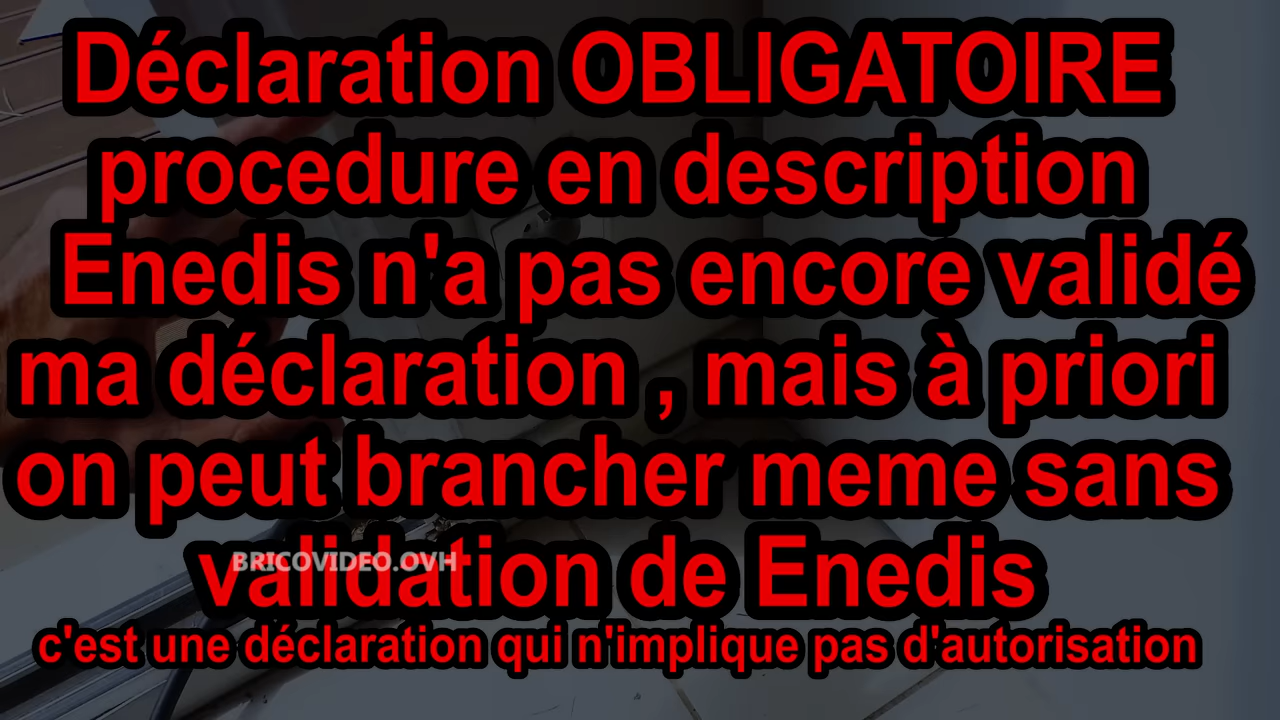 Déclaration OBLIGATOIRE
procedure en description
Enedis n'a pas encore validé
ma déclaration , mais à priori
on peut brancher meme sans
validation de Enedis
BRICOVIDEO.OVH
c'est une déclaration qui n'implique pas d'autorisation